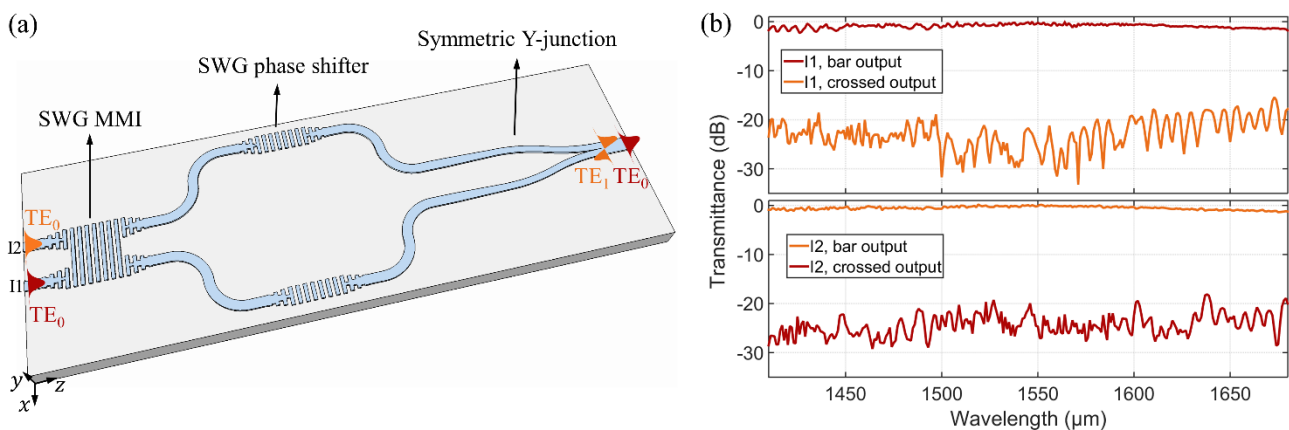 (a)
Symmetric Y-junction
SWG phase shifter
SWG MMI
TE₀
I2
I1
TE₀
TE₁ TE₀
y
z
x
(b)
0
-10
-20
-30
I1, bar output
I1, crossed output
0
-10
-20
-30
I2, bar output
I2, crossed output
Transmittance (dB)
1450
1500
1550
1600
1650
Wavelength (µm)